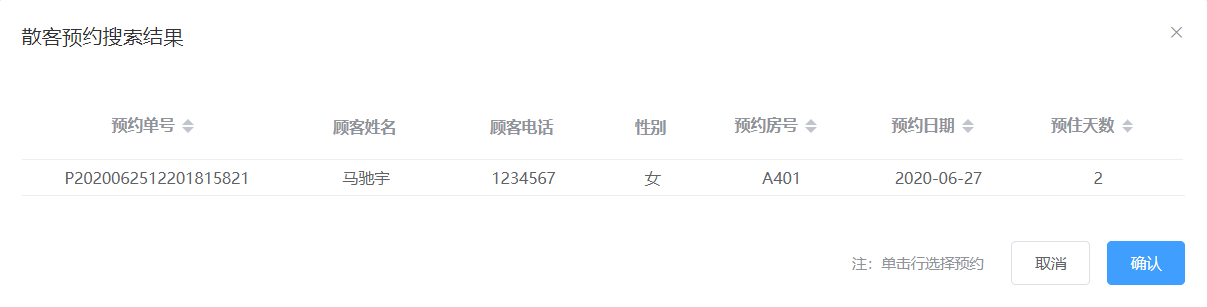 散客预约搜索结果
预约单号 顾客姓名 顾客电话 性别 预约房号 预约日期 预住天数
P2020062512201815821 马驰宇 1234567 女 A401 2020-06-27 2
注：单击行选择预约 取消 确认